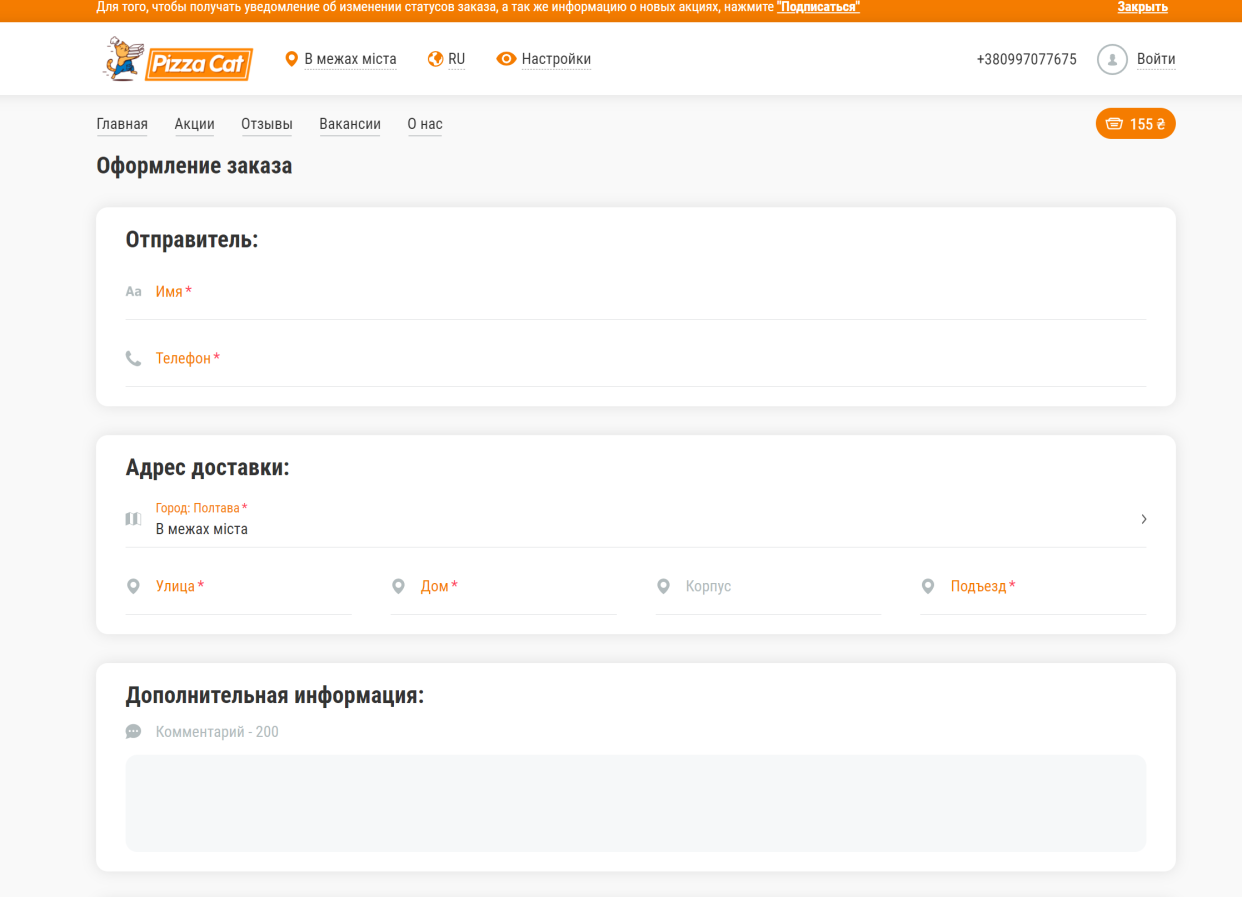 Для того, чтобы получать уведомление об изменении статусов заказа, а так же информацию о новых акциях, нажмите "Подписаться" Закрыть
Pizza Cat В межах міста RU Настройки +380997077675 Войти
Главная Акции Отзывы Вакансии О нас 155 ₴
Оформление заказа
Отправитель:
Aa Имя *
Телефон *
Адрес доставки:
Город: Полтава *
В межах міста
Улица * Дом * Корпус Подъезд *
Дополнительная информация:
Комментарий - 200